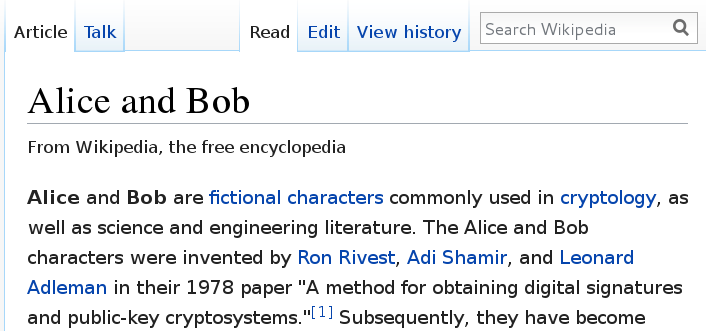 Article Talk Read Edit View history Search Wikipedia
Alice and Bob
From Wikipedia, the free encyclopedia
Alice and Bob are fictional characters commonly used in cryptology, as
well as science and engineering literature. The Alice and Bob
characters were invented by Ron Rivest, Adi Shamir, and Leonard
Adleman in their 1978 paper "A method for obtaining digital signatures
and public-key cryptosystems."[1] Subsequently, they have become